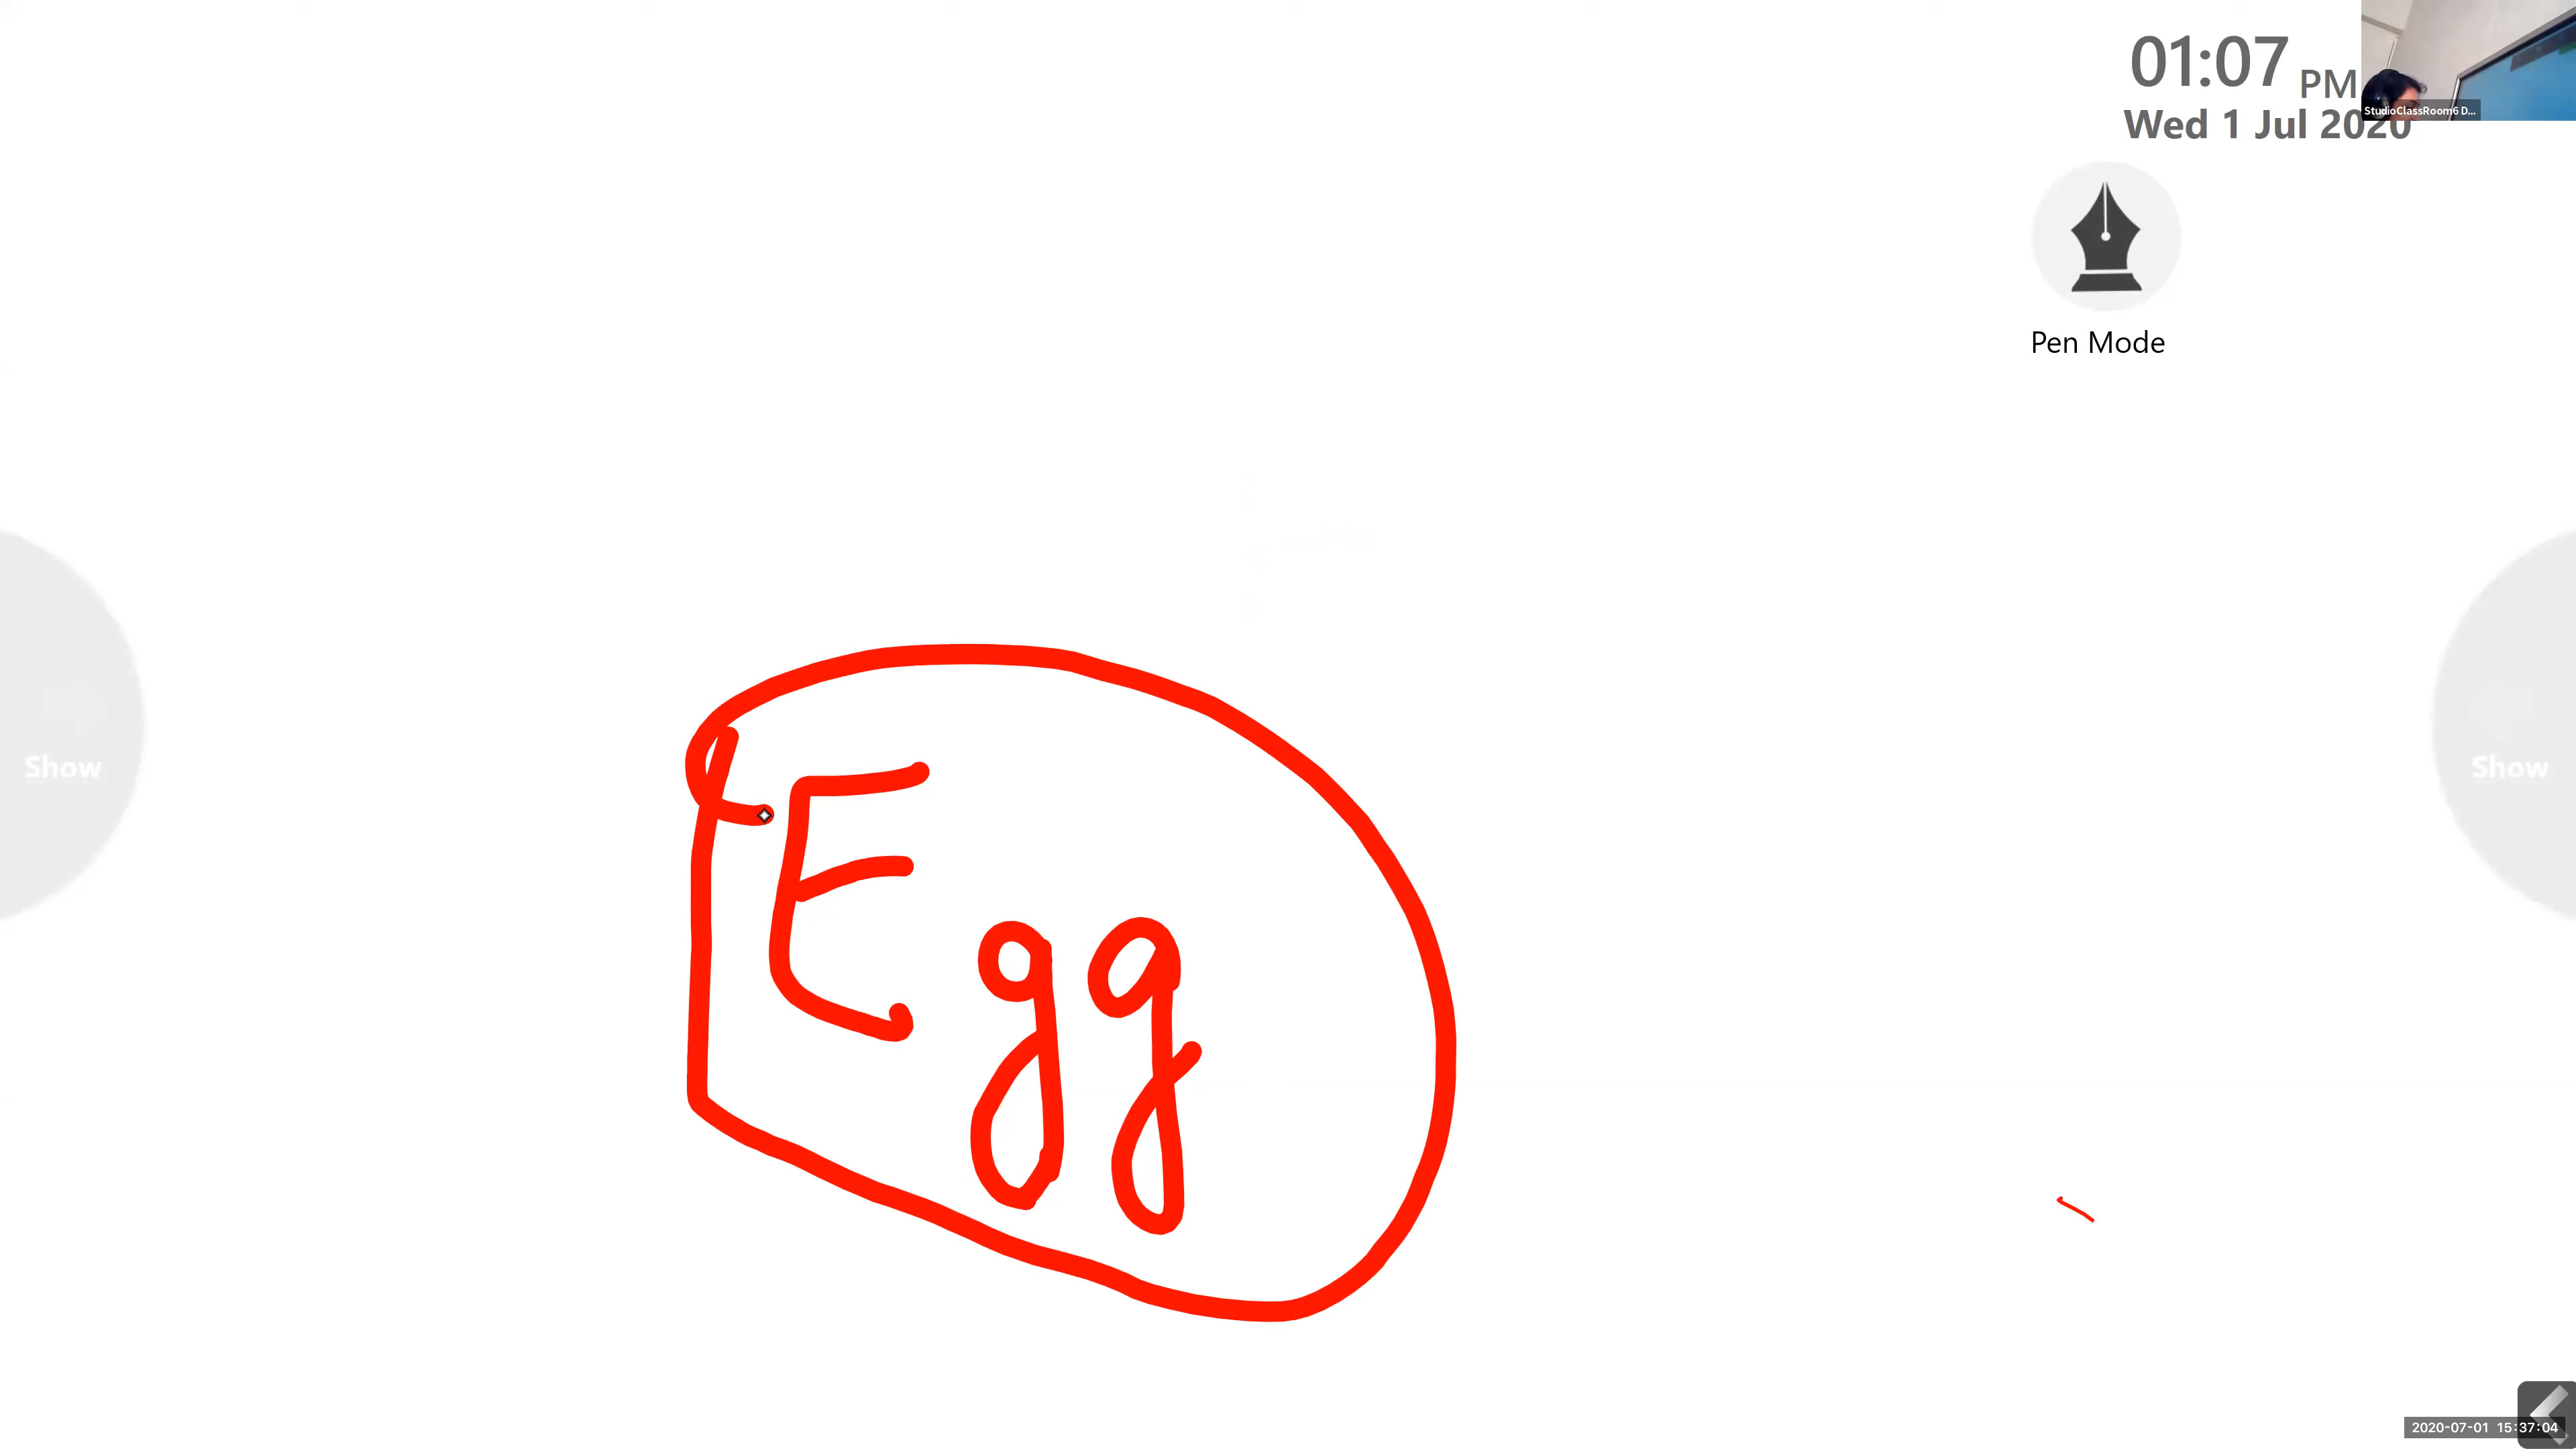 01:07 PM
StudioClassRoom6 D...
Wed 1 Jul 2020
Pen Mode
Show
Show
Egg
2020-07-01 15:37:04